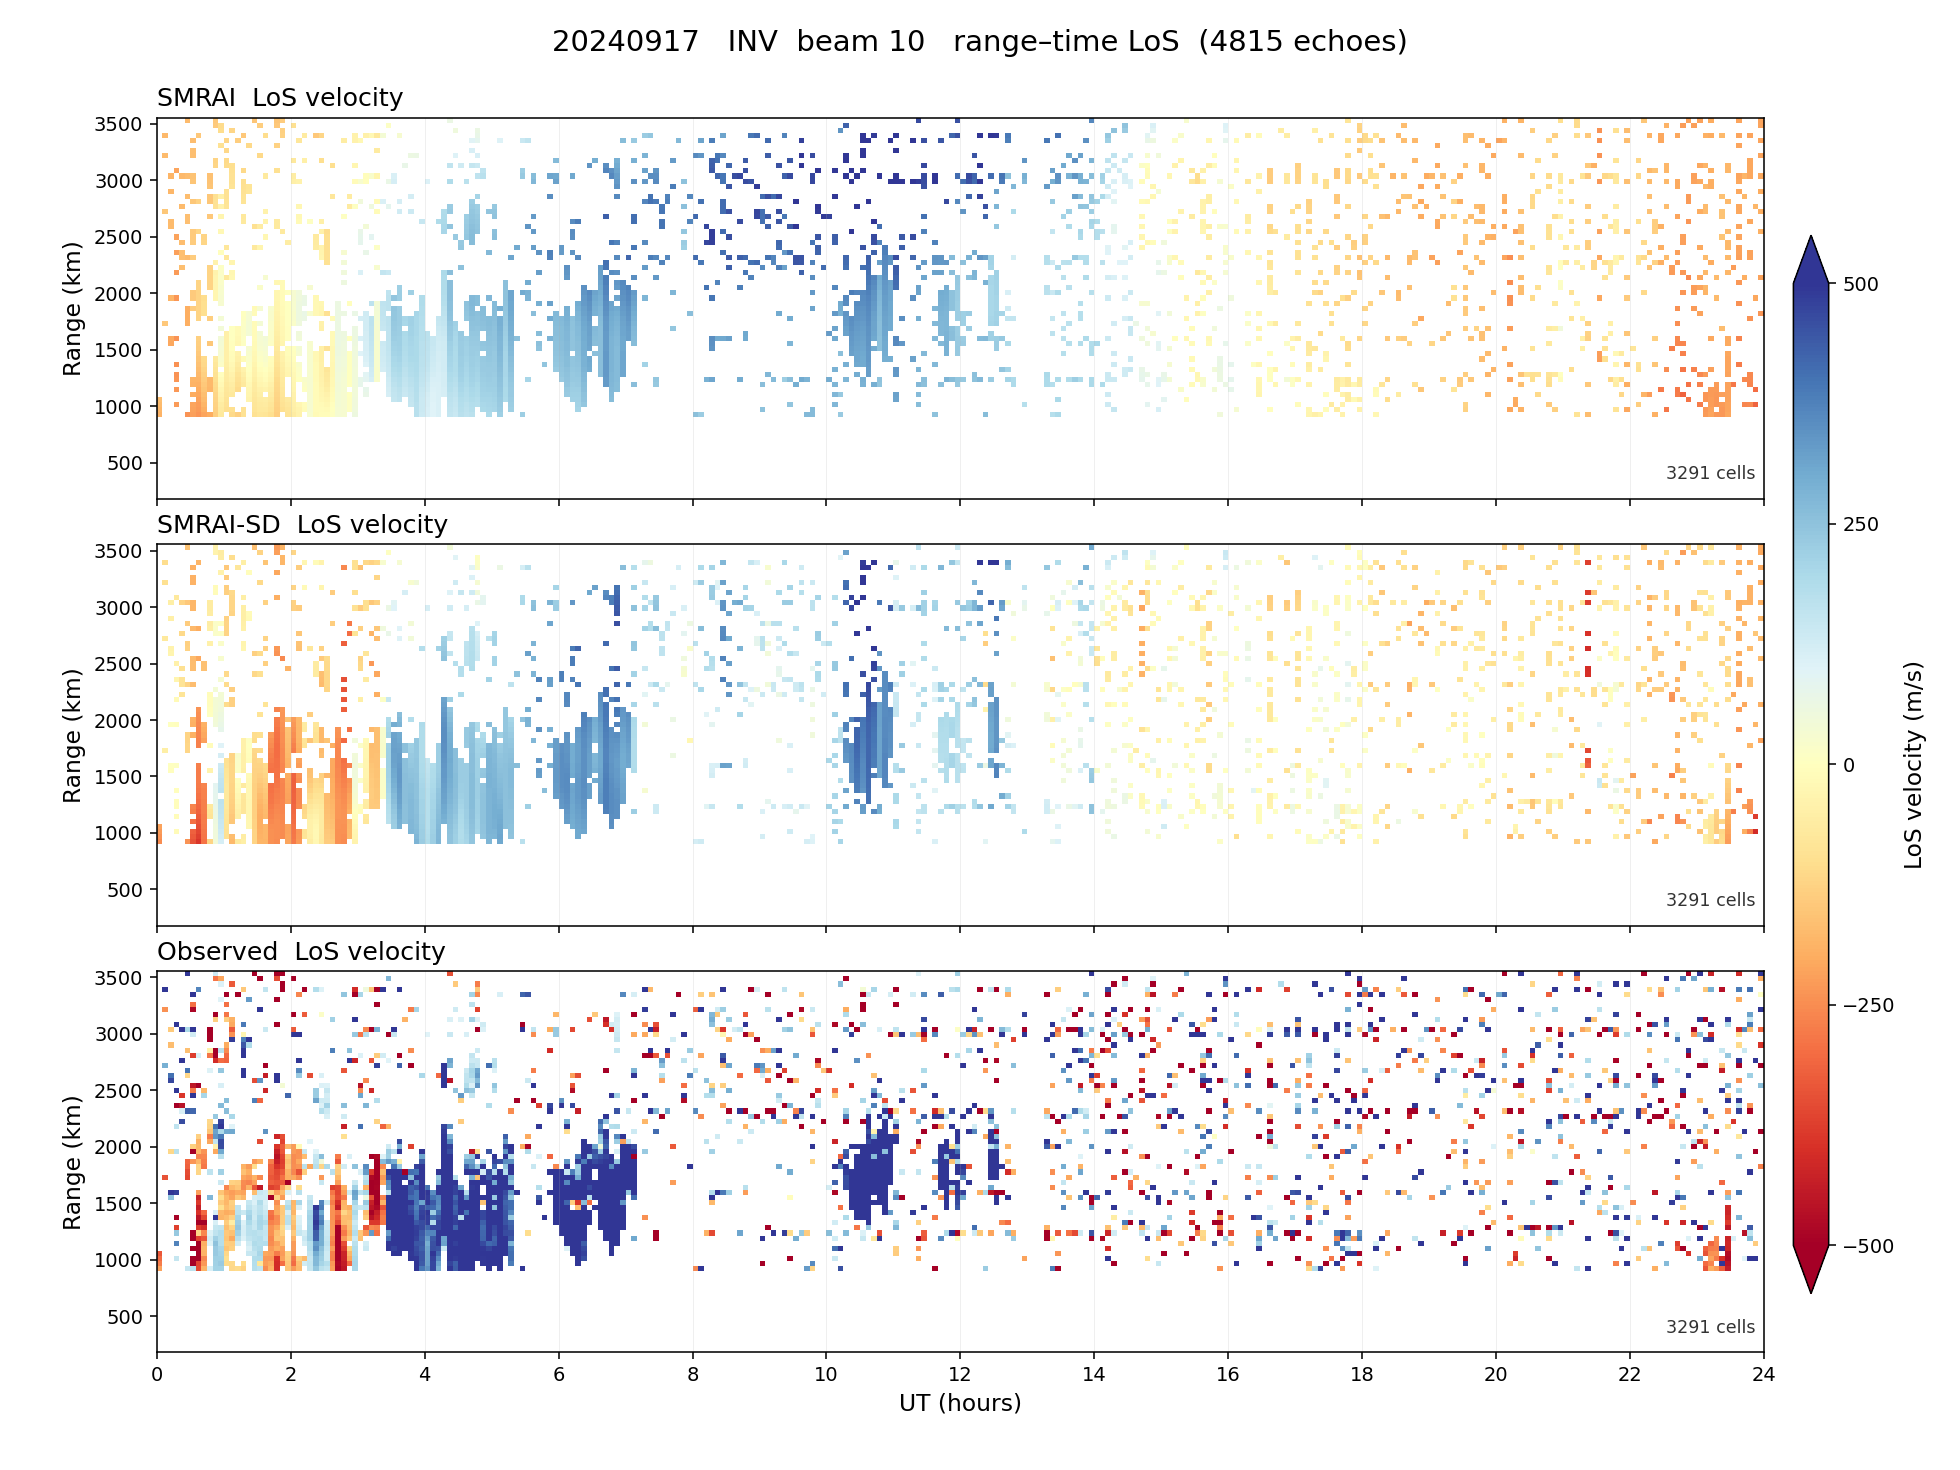 20240917   INV  beam 10   range–time LoS  (4815 echoes)
SMRAI  LoS velocity
3500
3000
2500
2000
1500
1000
500
Range (km)
3291 cells
SMRAI-SD  LoS velocity
3500
3000
2500
2000
1500
1000
500
Range (km)
3291 cells
Observed  LoS velocity
3500
3000
2500
2000
1500
1000
500
Range (km)
3291 cells
0 2 4 6 8 10 12 14 16 18 20 22 24
UT (hours)
500
250
0
−250
−500
LoS velocity (m/s)